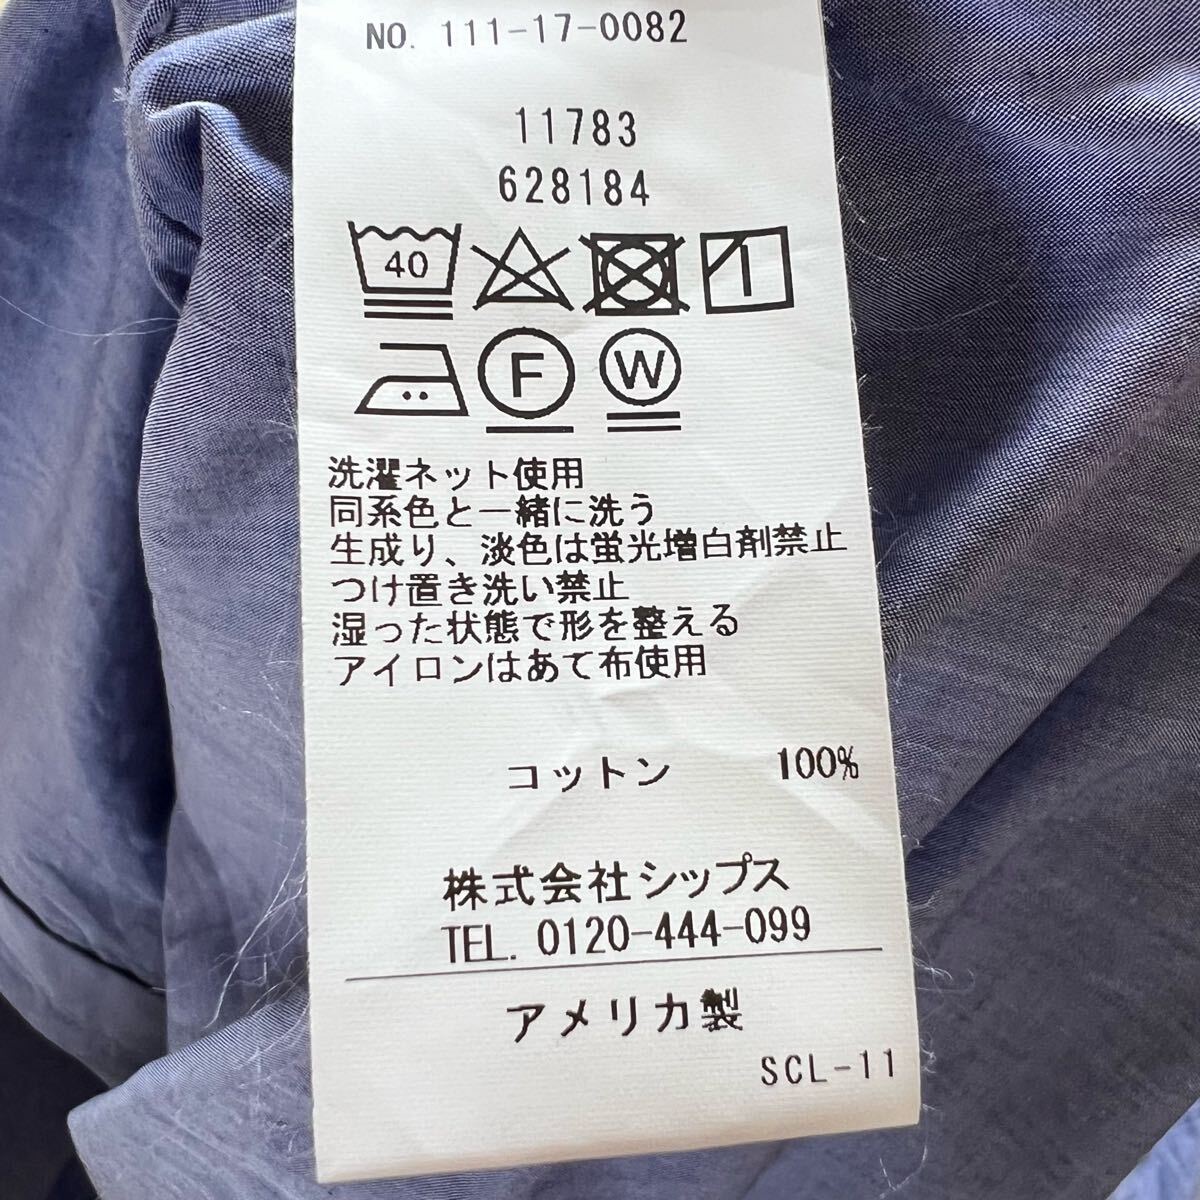 NO. 111-17-0082
11783
628184
40
F W
洗濯ネット使用
同系色と一緒に洗う
生成り、淡色は蛍光増白剤禁止
つけ置き洗い禁止
湿った状態で形を整える
アイロンはあて布使用
コットン 100%
株式会社シップス
TEL. 0120-444-099
アメリカ製
SCL-11